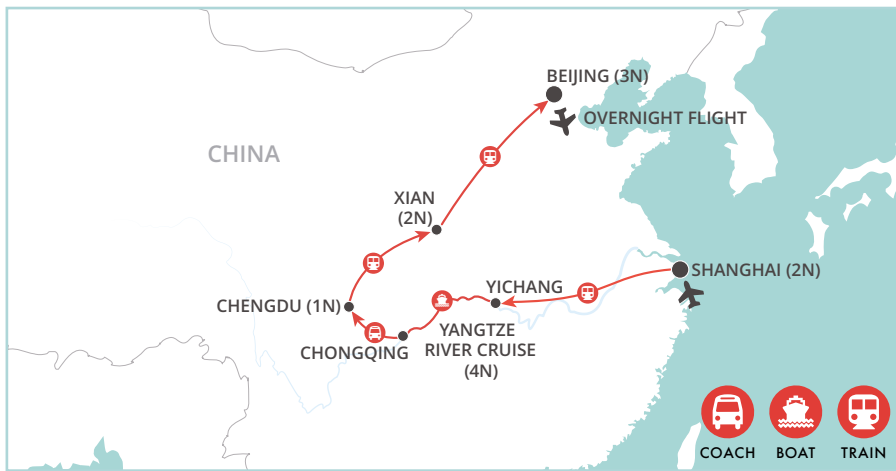 BEIJING (3N)
OVERNIGHT FLIGHT
CHINA
XIAN
(2N)
SHANGHAI (2N)
YICHANG
CHENGDU (1N)
YANGTZE
RIVER CRUISE
(4N)
CHONGQING
COACH
BOAT
TRAIN